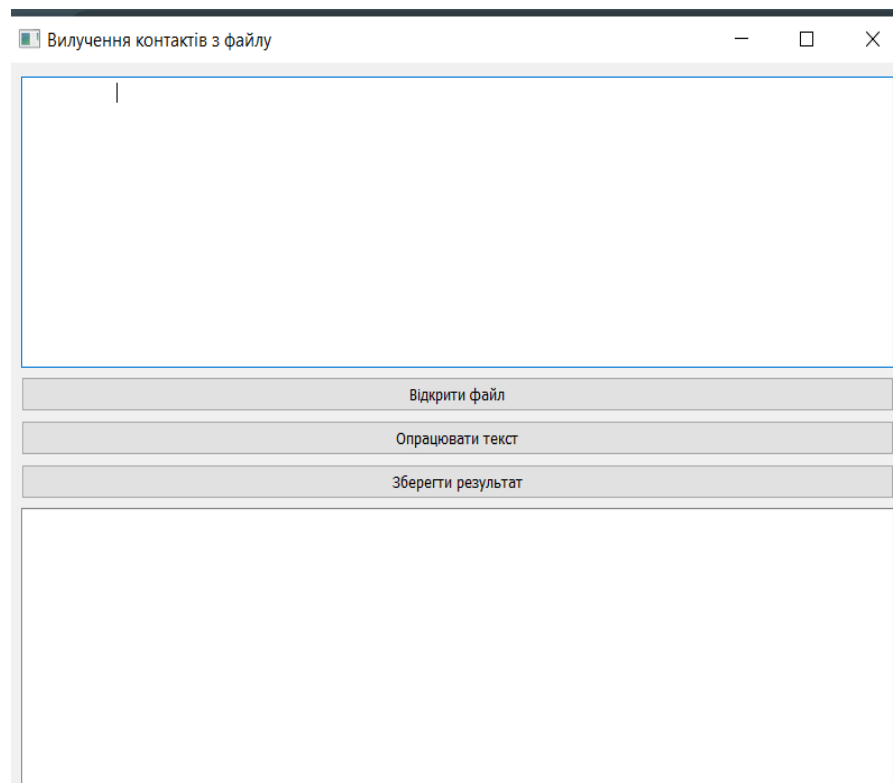 Вилучення контактів з файлу
Відкрити файл
Опрацювати текст
Зберегти результат